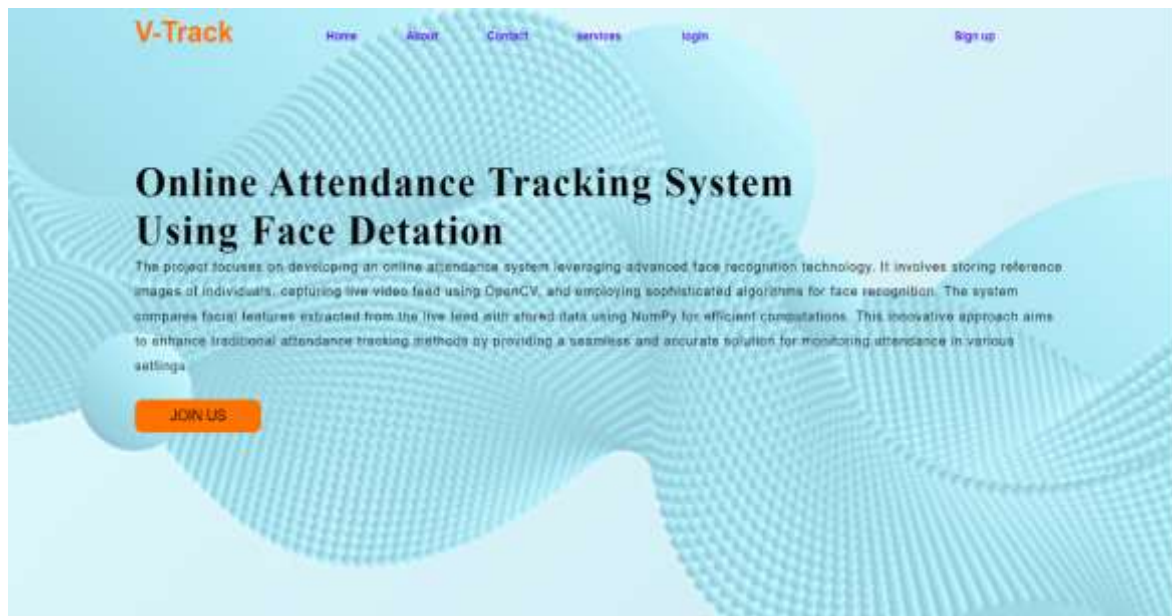 V-Track
Home About Contact services login Sign up
Online Attendance Tracking System
Using Face Detation
The project focuses on developing an online attendance system leveraging advanced face recognition technology. It involves storing reference
images of individuals, capturing live video feed using OpenCV, and employing sophisticated algorithms for face recognition. The system
compares facial features extracted from the live feed with stored data using NumPy for efficient computations. This innovative approach aims
to enhance traditional attendance tracking methods by providing a seamless and accurate solution for monitoring attendance in various
settings.
JOIN US